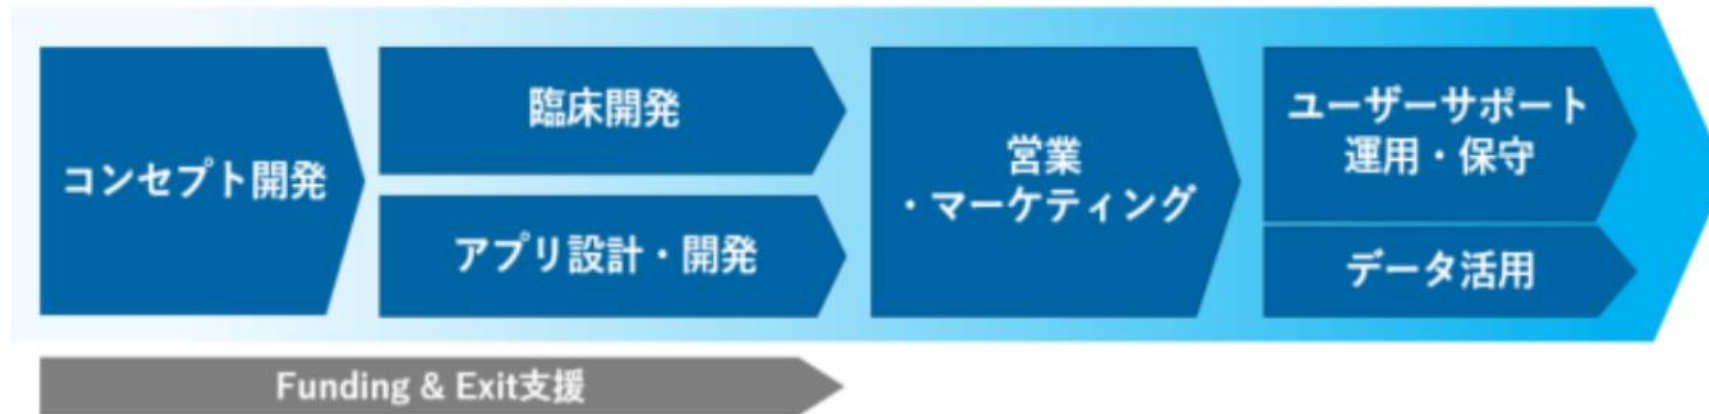 コンセプト開発
臨床開発
アプリ設計・開発
営業
・マーケティング
ユーザーサポート
運用・保守
データ活用
Funding & Exit支援